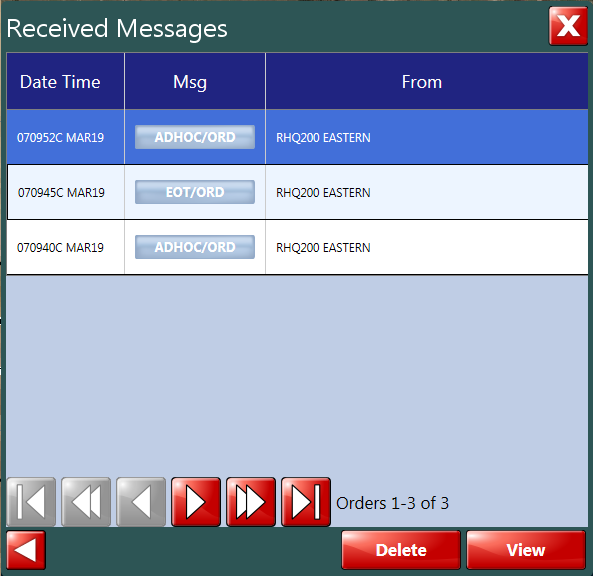 Received Messages
Date Time Msg From
070952C MAR19 ADHOC/ORD RHQ200 EASTERN
070945C MAR19 EOT/ORD RHQ200 EASTERN
070940C MAR19 ADHOC/ORD RHQ200 EASTERN
Orders 1-3 of 3
Delete View